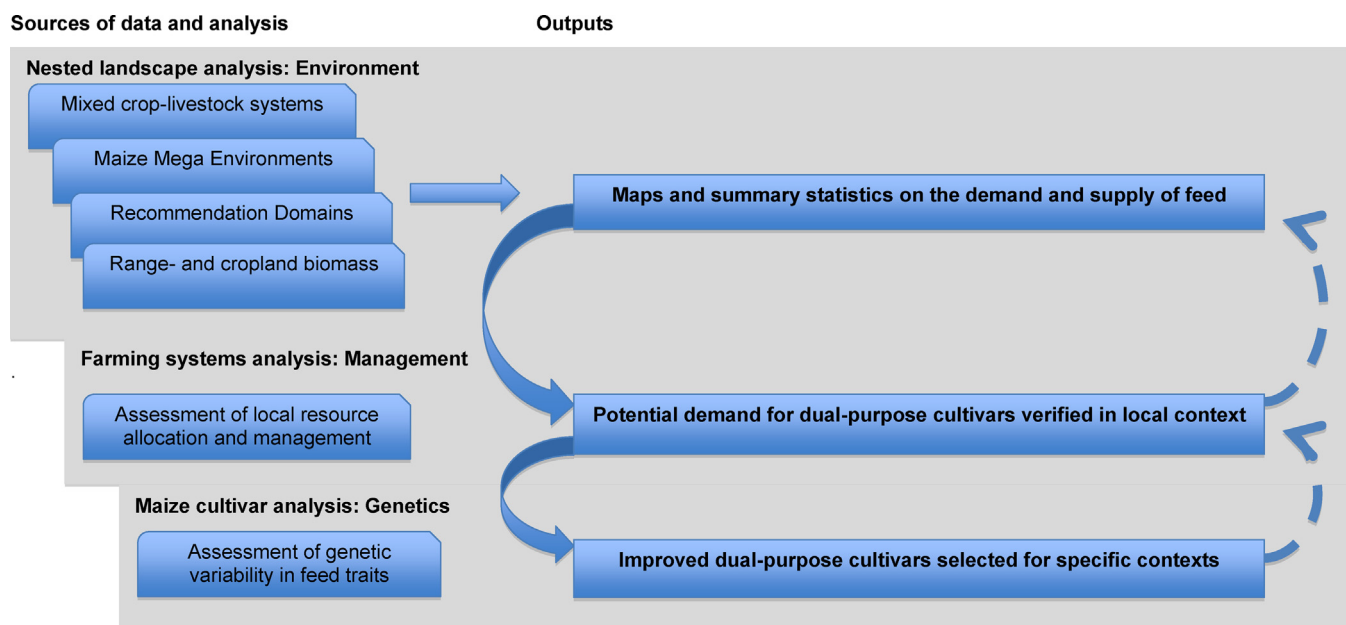 Sources of data and analysis
Outputs
Nested landscape analysis: Environment
Mixed crop-livestock systems
Maize Mega Environments
Recommendation Domains
Range- and cropland biomass
Maps and summary statistics on the demand and supply of feed
Farming systems analysis: Management
.
Assessment of local resource
allocation and management
Potential demand for dual-purpose cultivars verified in local context
Maize cultivar analysis: Genetics
Assessment of genetic
variability in feed traits
Improved dual-purpose cultivars selected for specific contexts